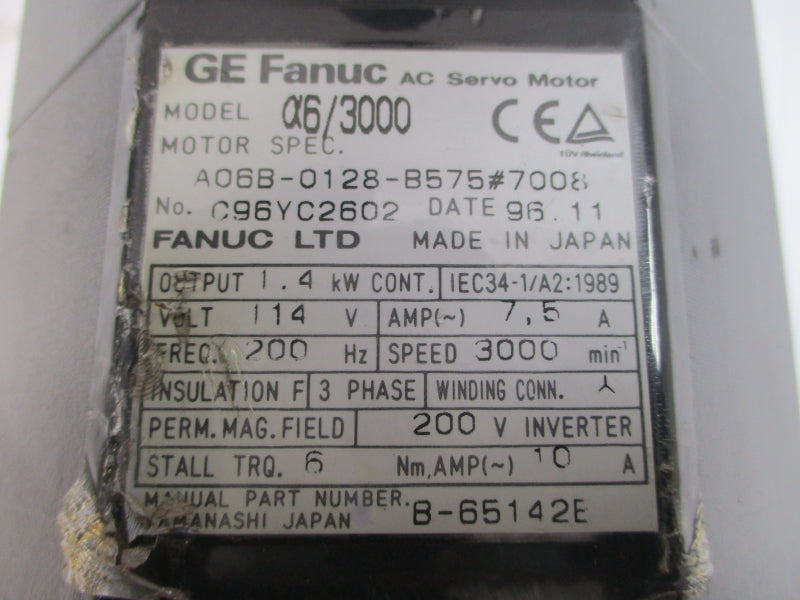 GE Fanuc AC Servo Motor
MODEL α6/3000
CE
TÜV Rheinland
MOTOR SPEC.
A06B-0128-B575#7008
No. C96YC2602 DATE 96.11
FANUC LTD MADE IN JAPAN
OUTPUT 1.4 kW CONT. IEC34-1/A2:1989
VOLT 114 V AMP(~) 7,5 A
FREQ. 200 Hz SPEED 3000 min⁻¹
INSULATION F 3 PHASE WINDING CONN. ⅄
PERM. MAG. FIELD 200 V INVERTER
STALL TRQ. 6 Nm, AMP(~) 10 A
MANUAL PART NUMBER. B-65142E
YAMANASHI JAPAN